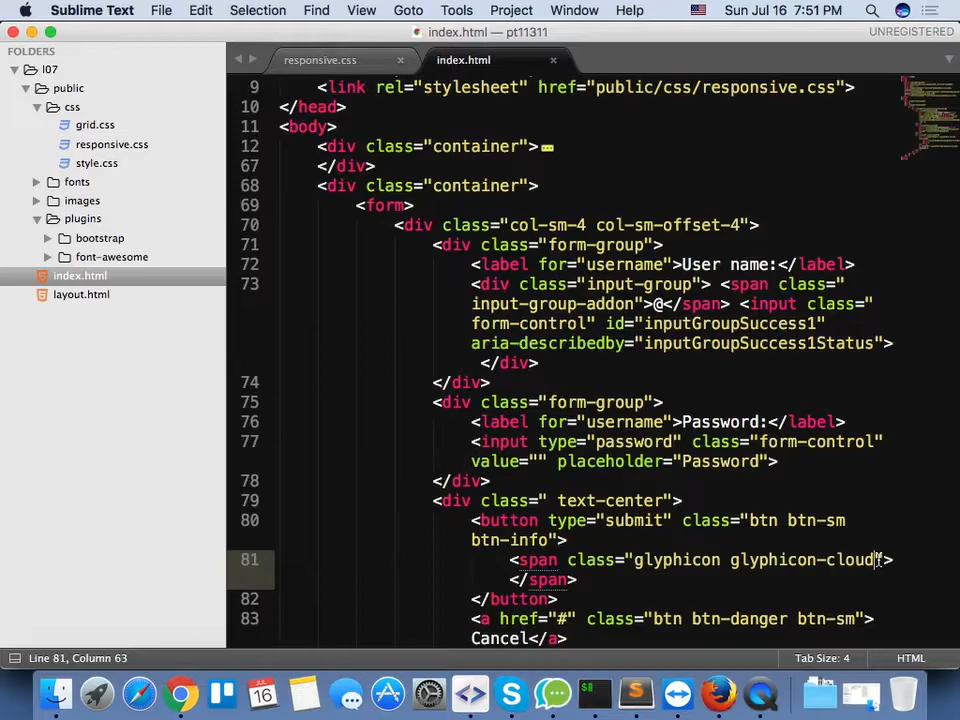 Sublime Text File Edit Selection Find View Goto Tools Project Window Help Sun Jul 16 7:51 PM
index.html — pt11311 UNREGISTERED
FOLDERS
l07
public
css
grid.css
responsive.css
style.css
fonts
images
plugins
bootstrap
font-awesome
index.html
layout.html
responsive.css × index.html ×
9 <link rel="stylesheet" href="public/css/responsive.css">
10 </head>
11 <body>
12 <div class="container">
67 </div>
68 <div class="container">
69 <form>
70 <div class="col-sm-4 col-sm-offset-4">
71 <div class="form-group">
72 <label for="username">User name:</label>
73 <div class="input-group"> <span class="
input-group-addon">@</span> <input class="
form-control" id="inputGroupSuccess1"
aria-describedby="inputGroupSuccess1Status">
</div>
74 </div>
75 <div class="form-group">
76 <label for="username">Password:</label>
77 <input type="password" class="form-control"
value="" placeholder="Password">
78 </div>
79 <div class=" text-center">
80 <button type="submit" class="btn btn-sm
btn-info">
81 <span class="glyphicon glyphicon-cloud">
</span>
82 </button>
83 <a href="#" class="btn btn-danger btn-sm">
Cancel</a>
Line 81, Column 63 Tab Size: 4 HTML
JUL
16